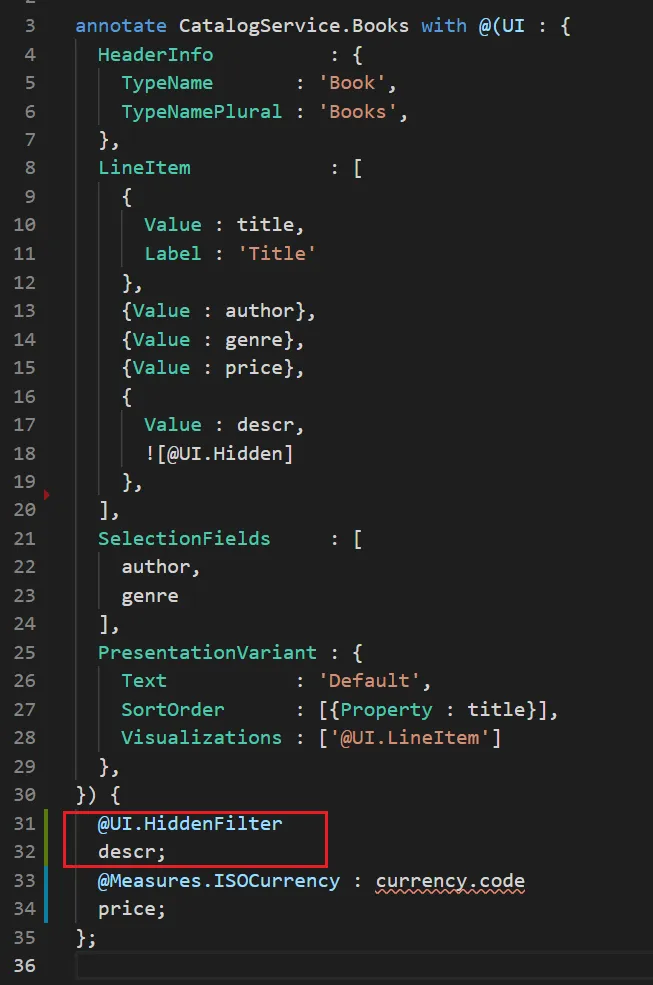 3 annotate CatalogService.Books with @(UI : {
4 HeaderInfo : {
5 TypeName : 'Book',
6 TypeNamePlural : 'Books',
7 },
8 LineItem : [
9 {
10 Value : title,
11 Label : 'Title'
12 },
13 {Value : author},
14 {Value : genre},
15 {Value : price},
16 {
17 Value : descr,
18 ![@UI.Hidden]
19 },
20 ],
21 SelectionFields : [
22 author,
23 genre
24 ],
25 PresentationVariant : {
26 Text : 'Default',
27 SortOrder : [{Property : title}],
28 Visualizations : ['@UI.LineItem']
29 },
30 }) {
31 @UI.HiddenFilter
32 descr;
33 @Measures.ISOCurrency : currency.code
34 price;
35 };
36